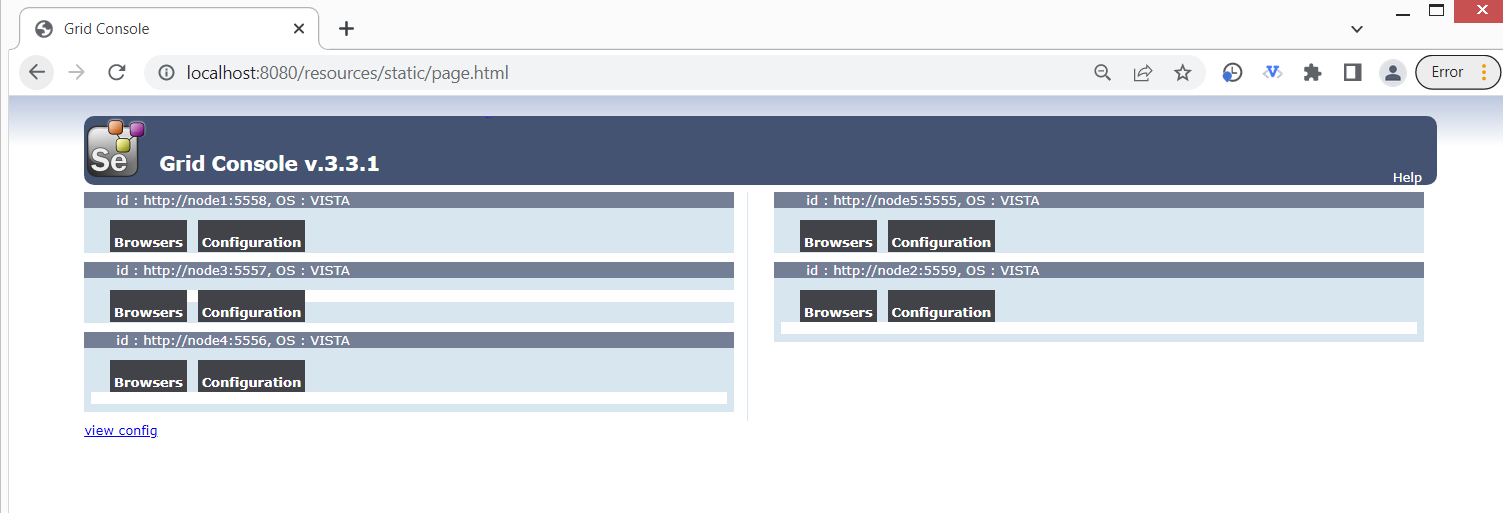 Grid Console
localhost:8080/resources/static/page.html
Error
Se
Grid Console v.3.3.1
Help
id : http://node1:5558, OS : VISTA
Browsers Configuration
id : http://node3:5557, OS : VISTA
Browsers Configuration
id : http://node4:5556, OS : VISTA
Browsers Configuration
view config
id : http://node5:5555, OS : VISTA
Browsers Configuration
id : http://node2:5559, OS : VISTA
Browsers Configuration